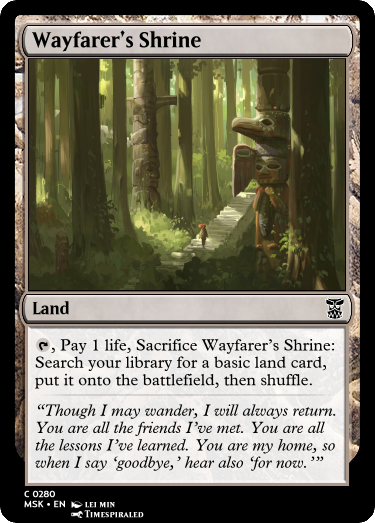 Wayfarer's Shrine
Land
, Pay 1 life, Sacrifice Wayfarer's Shrine:
Search your library for a basic land card,
put it onto the battlefield, then shuffle.
“Though I may wander, I will always return.
You are all the friends I've met. You are all
the lessons I've learned. You are my home, so
when I say ‘goodbye,’ hear also ‘for now.’”
C 0280
MSK • EN LEI MIN
TIMESPIRALED